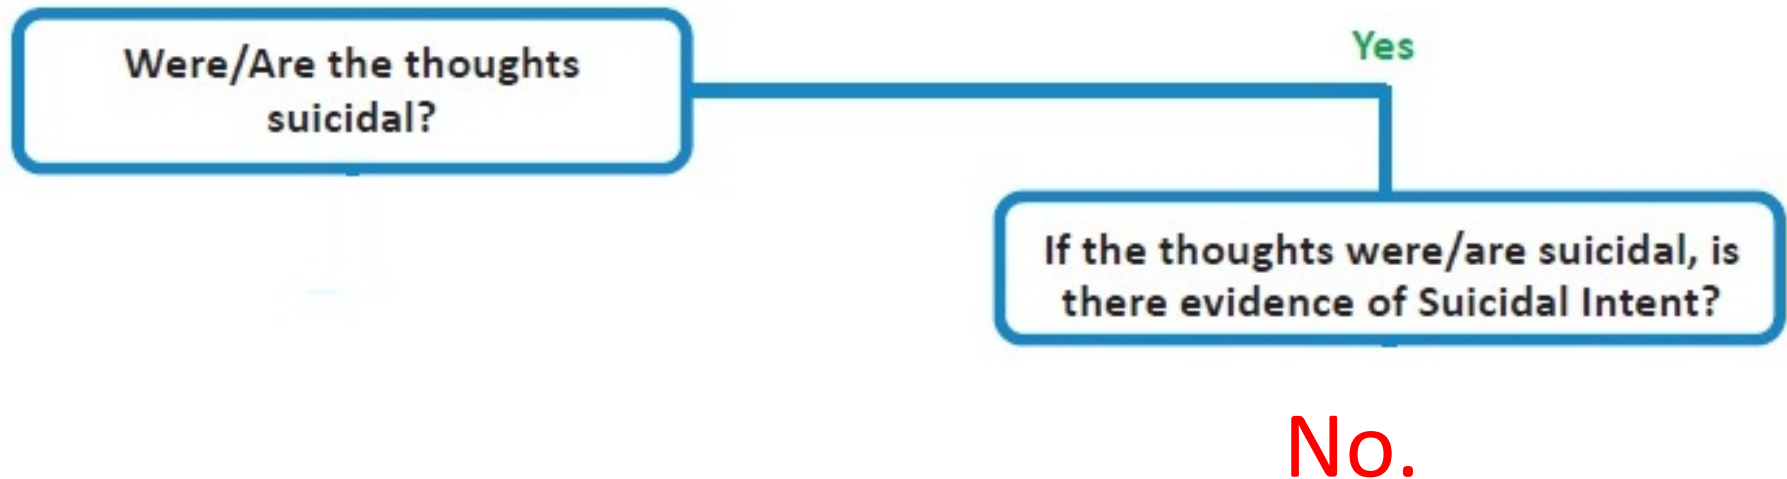 Were/Are the thoughts
suicidal?
Yes
If the thoughts were/are suicidal, is
there evidence of Suicidal Intent?
No.